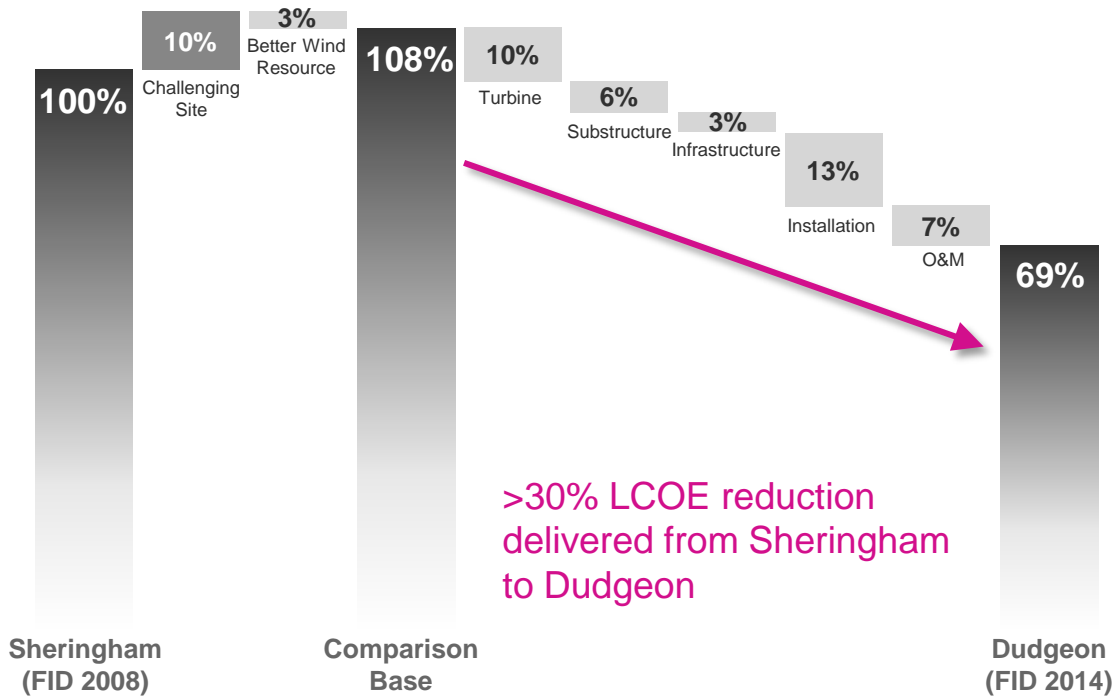 100%
10%
Challenging
Site
3%
Better Wind
Resource
108%
10%
Turbine
6%
Substructure
3%
Infrastructure
13%
Installation
7%
O&M
69%
>30% LCOE reduction
delivered from Sheringham
to Dudgeon
Sheringham
(FID 2008)
Comparison
Base
Dudgeon
(FID 2014)